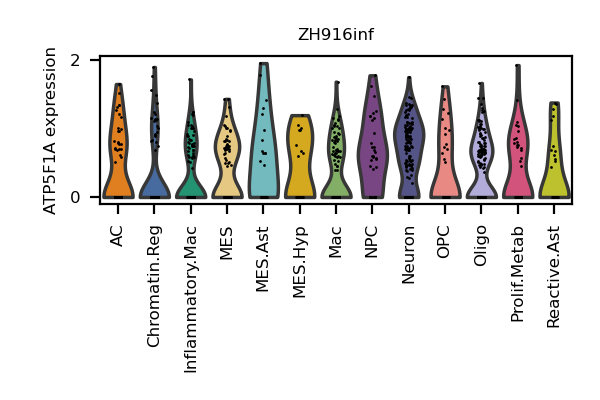 ZH916inf
ATP5F1A expression
2
0
AC
Chromatin.Reg
Inflammatory.Mac
MES
MES.Ast
MES.Hyp
Mac
NPC
Neuron
OPC
Oligo
Prolif.Metab
Reactive.Ast